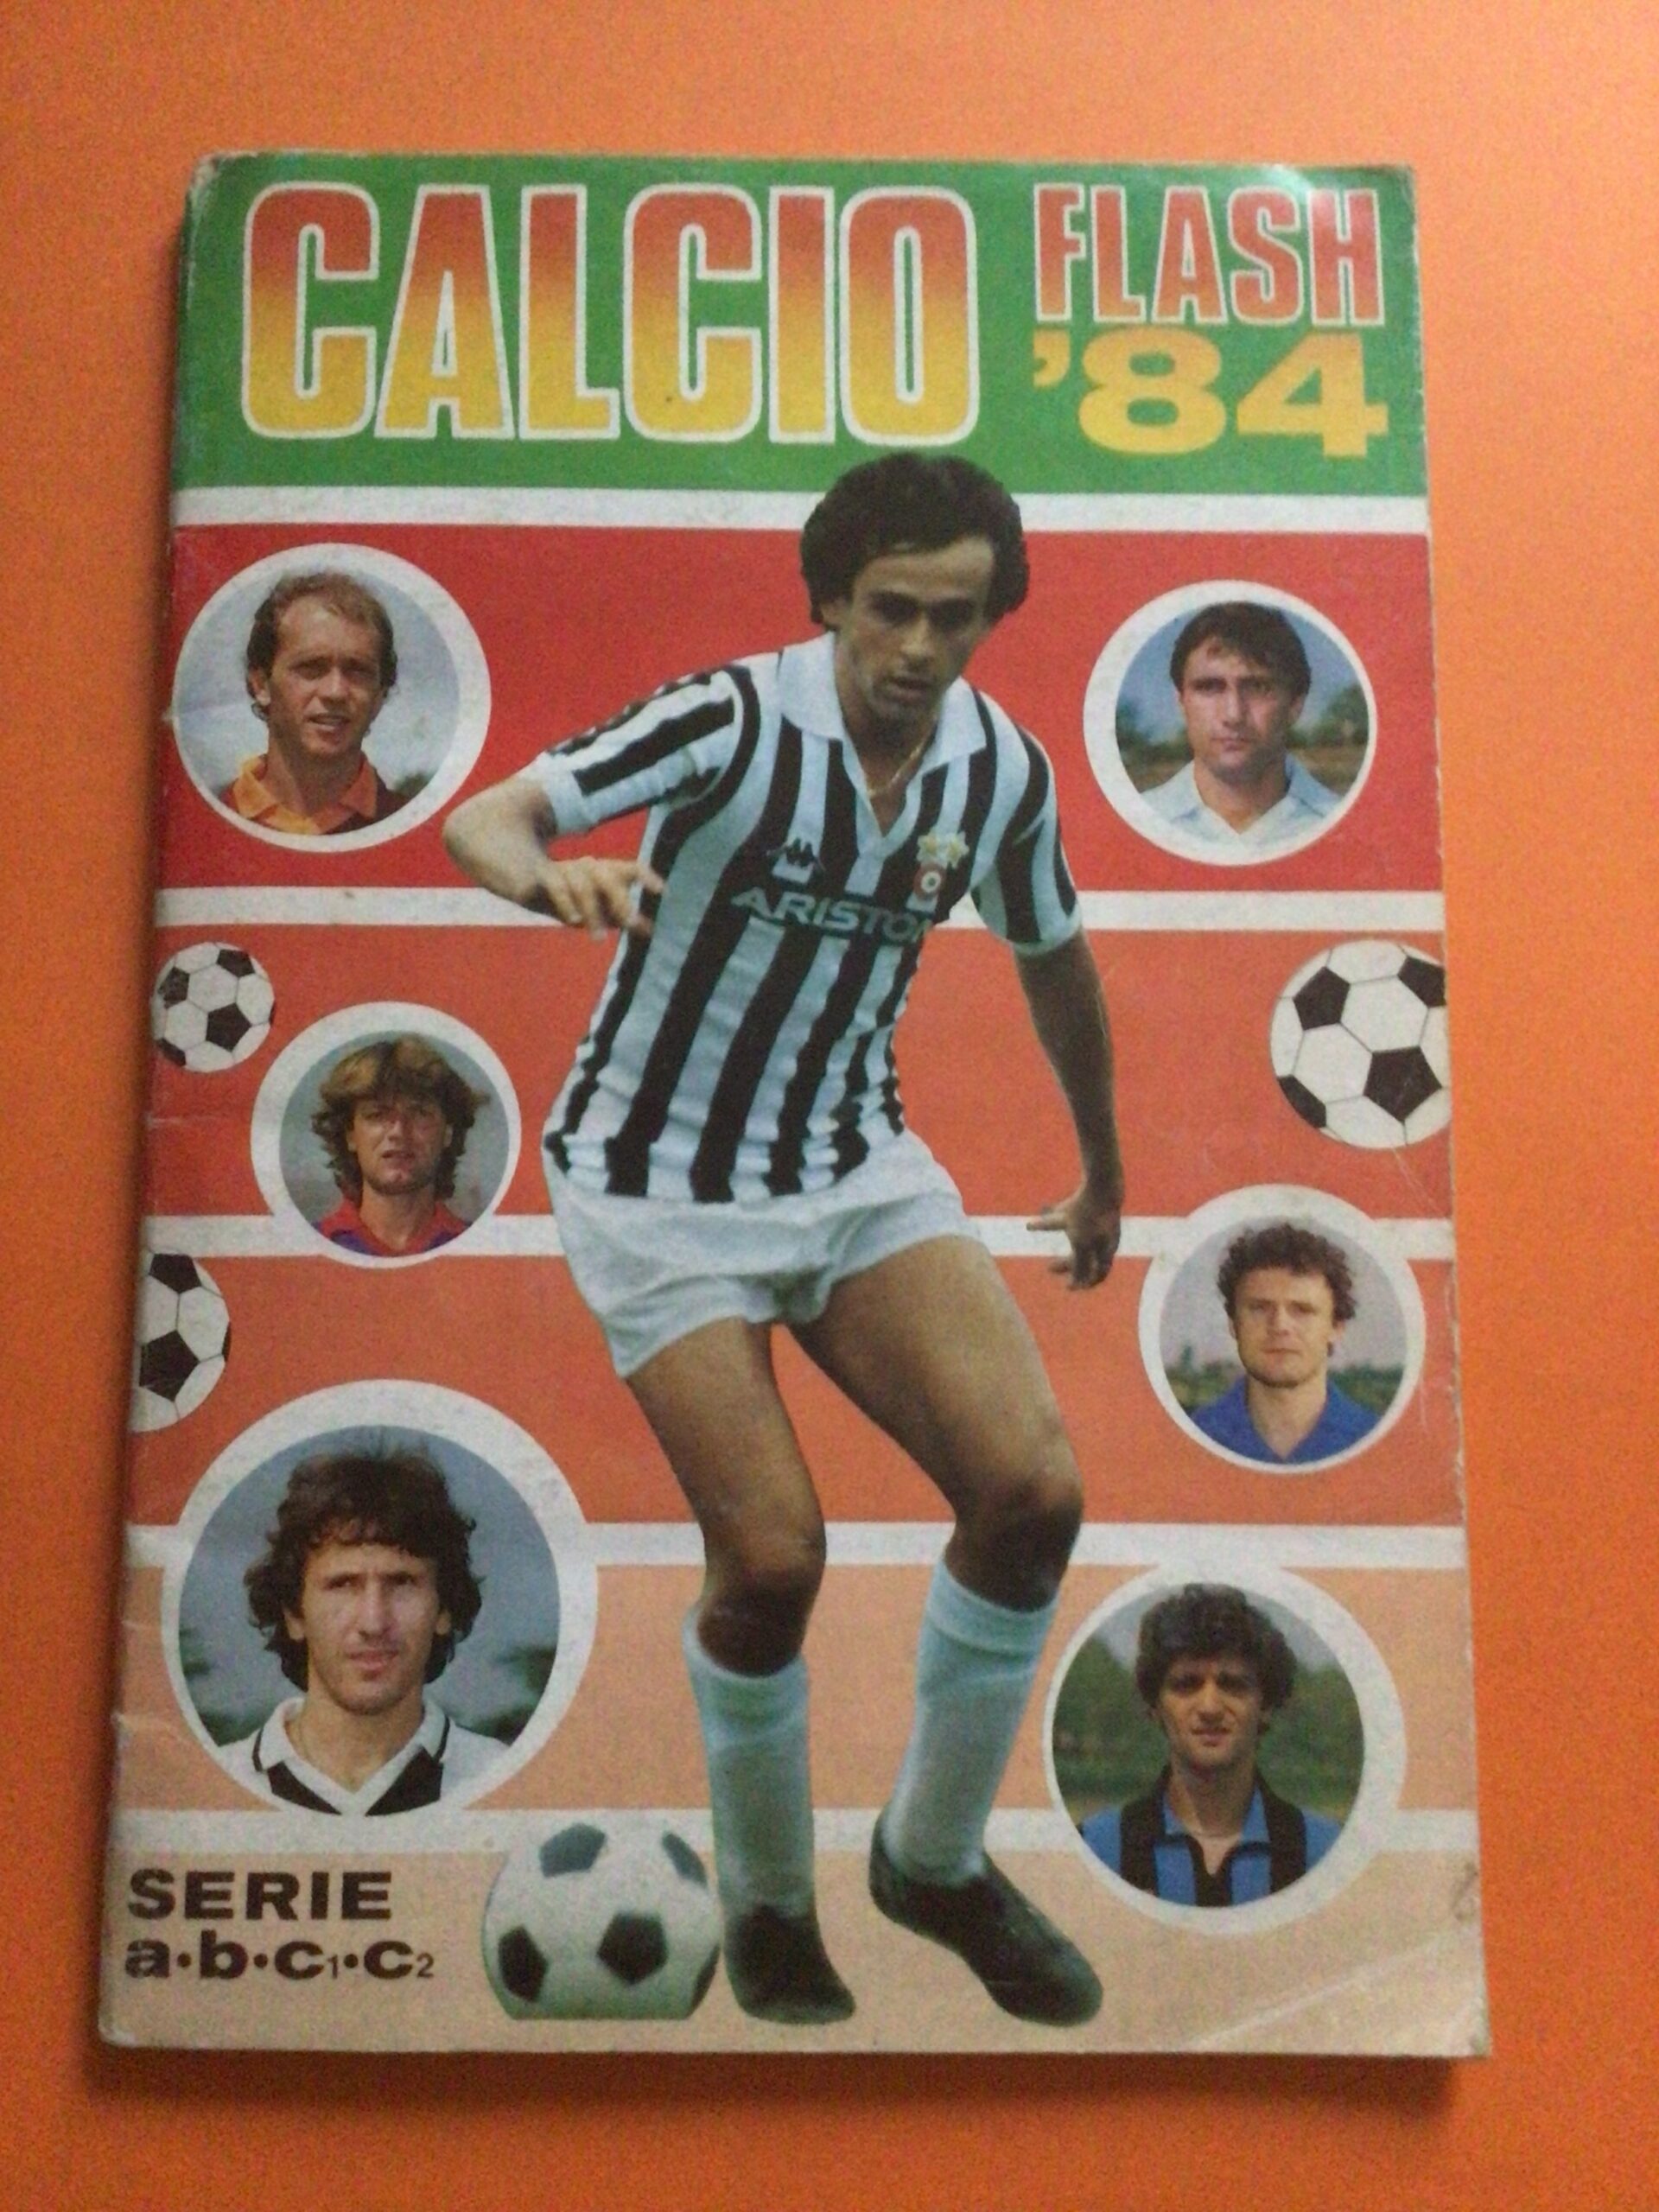 CALCIO
FLASH
'84
ARISTON
SERIE
a·b·c1·c2